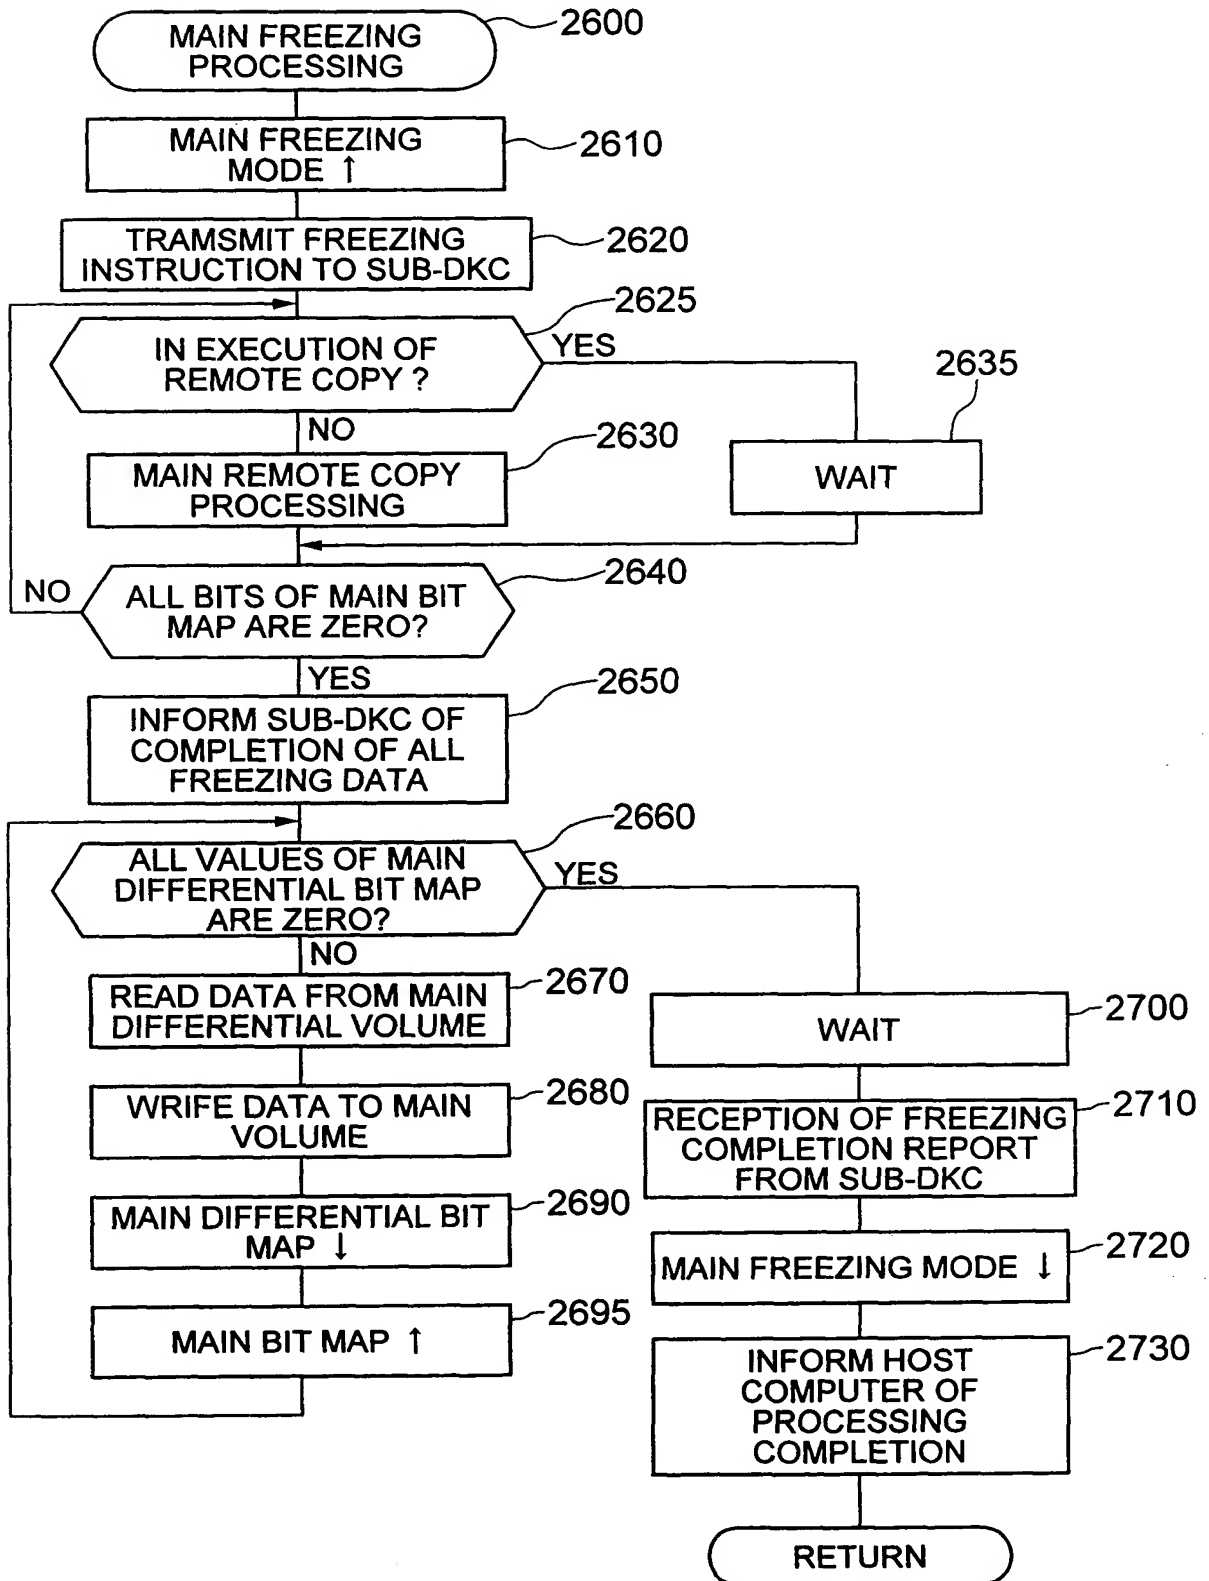 MAIN FREEZING
PROCESSING
2600
MAIN FREEZING
MODE ↑
2610
TRAMSMIT FREEZING
INSTRUCTION TO SUB-DKC
2620
IN EXECUTION OF
REMOTE COPY ?
2625
YES
NO
2635
WAIT
MAIN REMOTE COPY
PROCESSING
2630
ALL BITS OF MAIN BIT
MAP ARE ZERO?
2640
NO
YES
INFORM SUB-DKC OF
COMPLETION OF ALL
FREEZING DATA
2650
ALL VALUES OF MAIN
DIFFERENTIAL BIT MAP
ARE ZERO?
2660
YES
NO
READ DATA FROM MAIN
DIFFERENTIAL VOLUME
2670
WRIFE DATA TO MAIN
VOLUME
2680
MAIN DIFFERENTIAL BIT
MAP ↓
2690
MAIN BIT MAP ↑
2695
WAIT
2700
RECEPTION OF FREEZING
COMPLETION REPORT
FROM SUB-DKC
2710
MAIN FREEZING MODE ↓
2720
INFORM HOST
COMPUTER OF
PROCESSING
COMPLETION
2730
RETURN